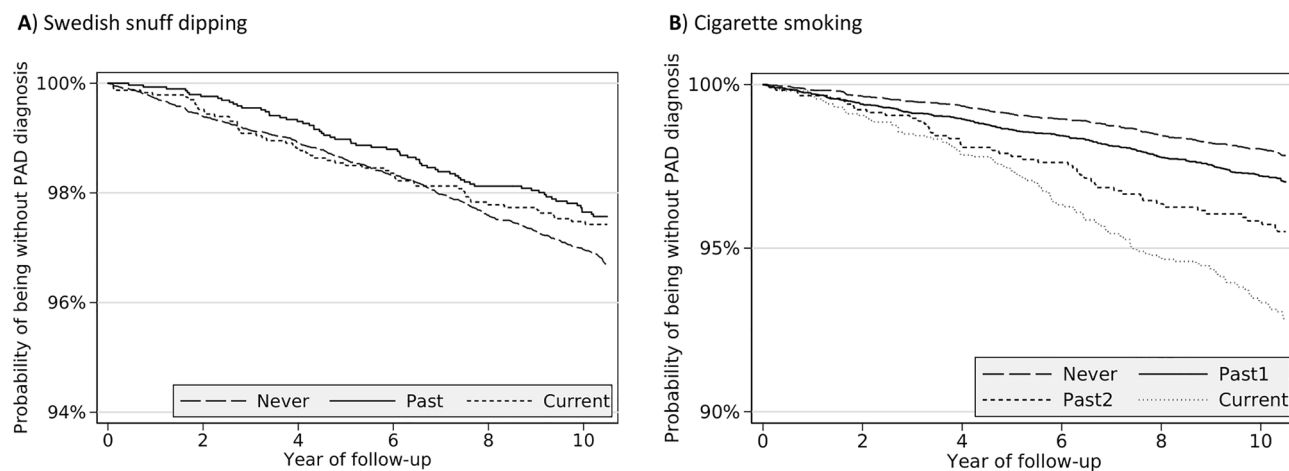 A) Swedish snuff dipping
Probability of being without PAD diagnosis
100%
98%
96%
94%
Never Past Current
0 2 4 6 8 10
Year of follow-up
B) Cigarette smoking
Probability of being without PAD diagnosis
100%
95%
90%
Never Past1
Past2 Current
0 2 4 6 8 10
Year of follow-up